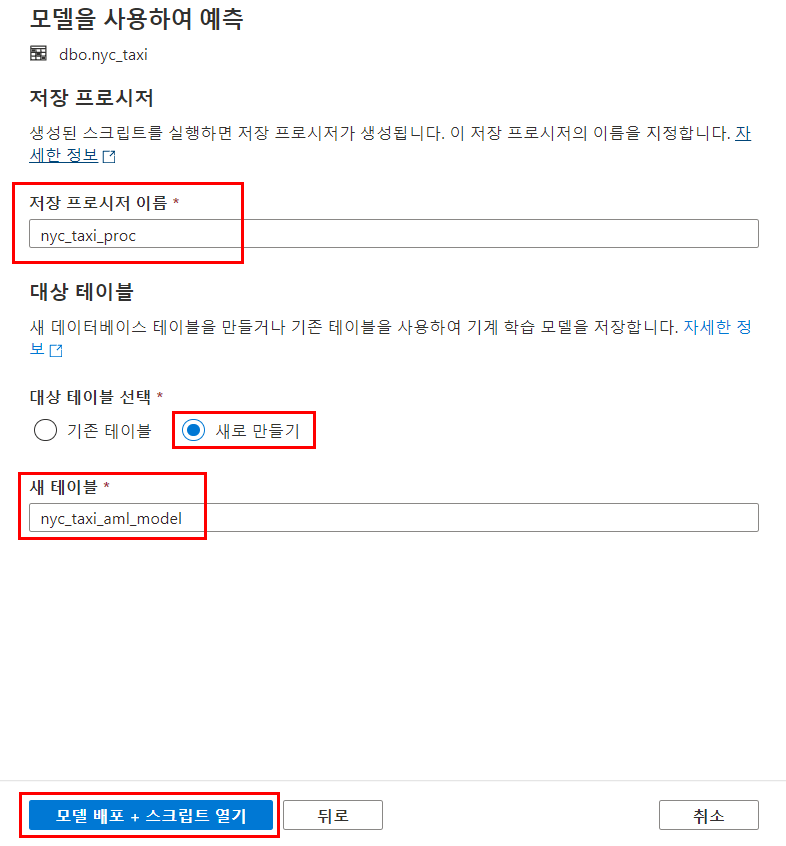 모델을 사용하여 예측
dbo.nyc_taxi
저장 프로시저
생성된 스크립트를 실행하면 저장 프로시저가 생성됩니다. 이 저장 프로시저의 이름을 지정합니다. 자
세한 정보
저장 프로시저 이름 *
nyc_taxi_proc
대상 테이블
새 데이터베이스 테이블을 만들거나 기존 테이블을 사용하여 기계 학습 모델을 저장합니다. 자세한 정
보
대상 테이블 선택 *
기존 테이블 새로 만들기
새 테이블 *
nyc_taxi_aml_model
모델 배포 + 스크립트 열기 뒤로 취소